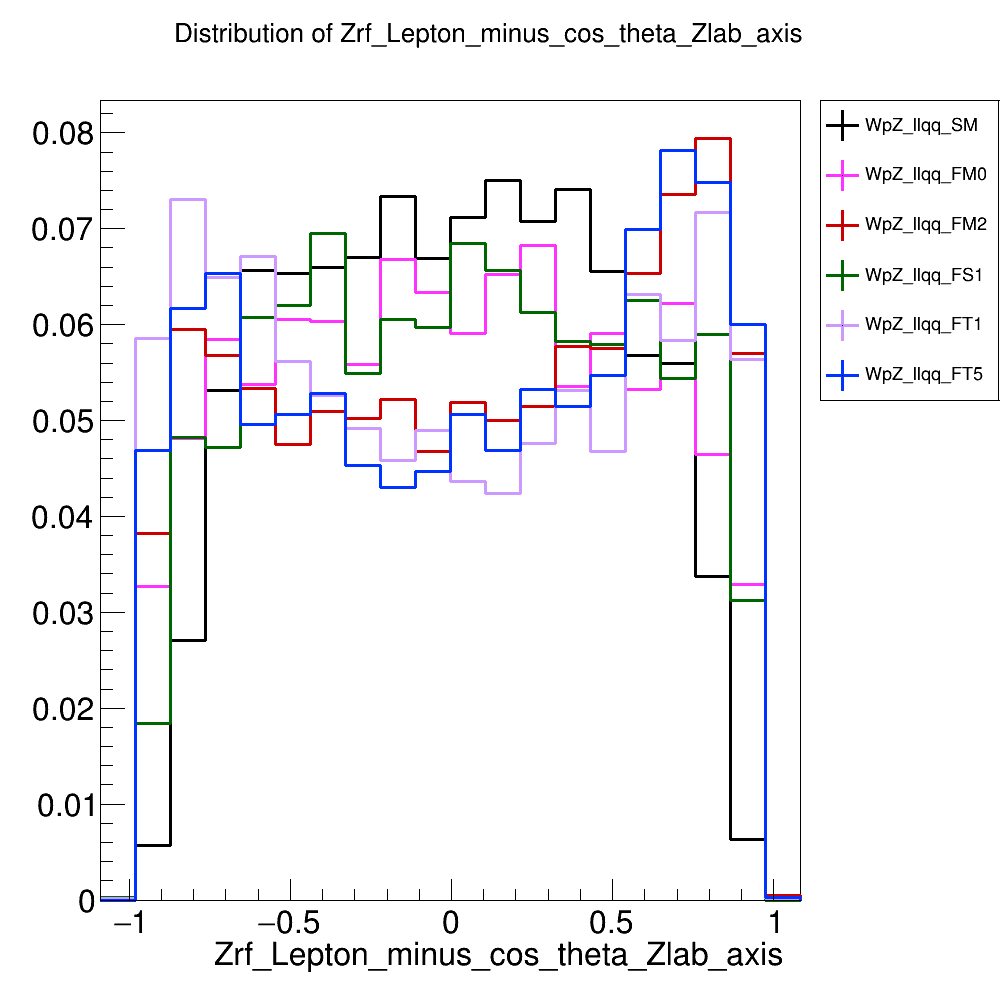 Distribution of Zrf_Lepton_minus_cos_theta_Zlab_axis
0.08
0.07
0.06
0.05
0.04
0.03
0.02
0.01
0
−1
−0.5
0
0.5
1
Zrf_Lepton_minus_cos_theta_Zlab_axis
WpZ_llqq_SM
WpZ_llqq_FM0
WpZ_llqq_FM2
WpZ_llqq_FS1
WpZ_llqq_FT1
WpZ_llqq_FT5